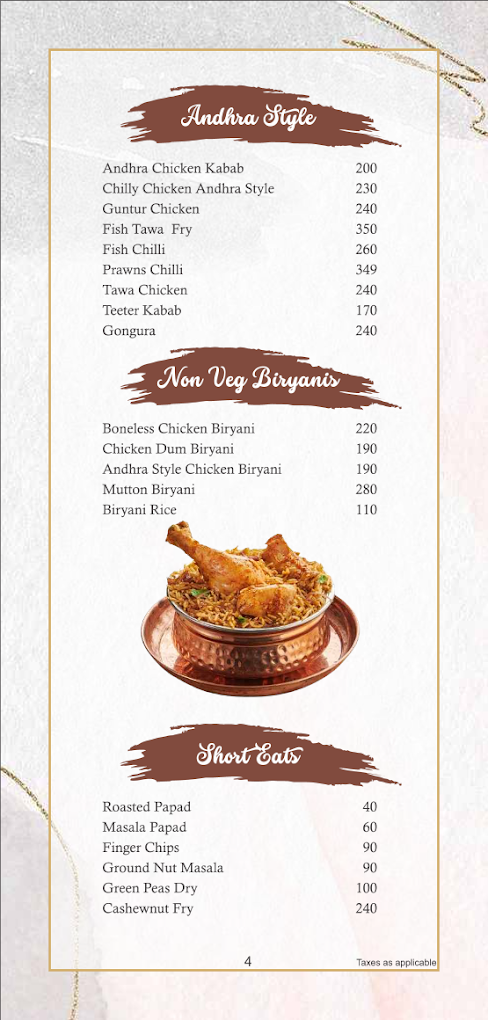 Andhra Style
Andhra Chicken Kabab 200
Chilly Chicken Andhra Style 230
Guntur Chicken 240
Fish Tawa Fry 350
Fish Chilli 260
Prawns Chilli 349
Tawa Chicken 240
Teeter Kabab 170
Gongura 240
Non Veg Biryanis
Boneless Chicken Biryani 220
Chicken Dum Biryani 190
Andhra Style Chicken Biryani 190
Mutton Biryani 280
Biryani Rice 110
Short Eats
Roasted Papad 40
Masala Papad 60
Finger Chips 90
Ground Nut Masala 90
Green Peas Dry 100
Cashewnut Fry 240
4 Taxes as applicable